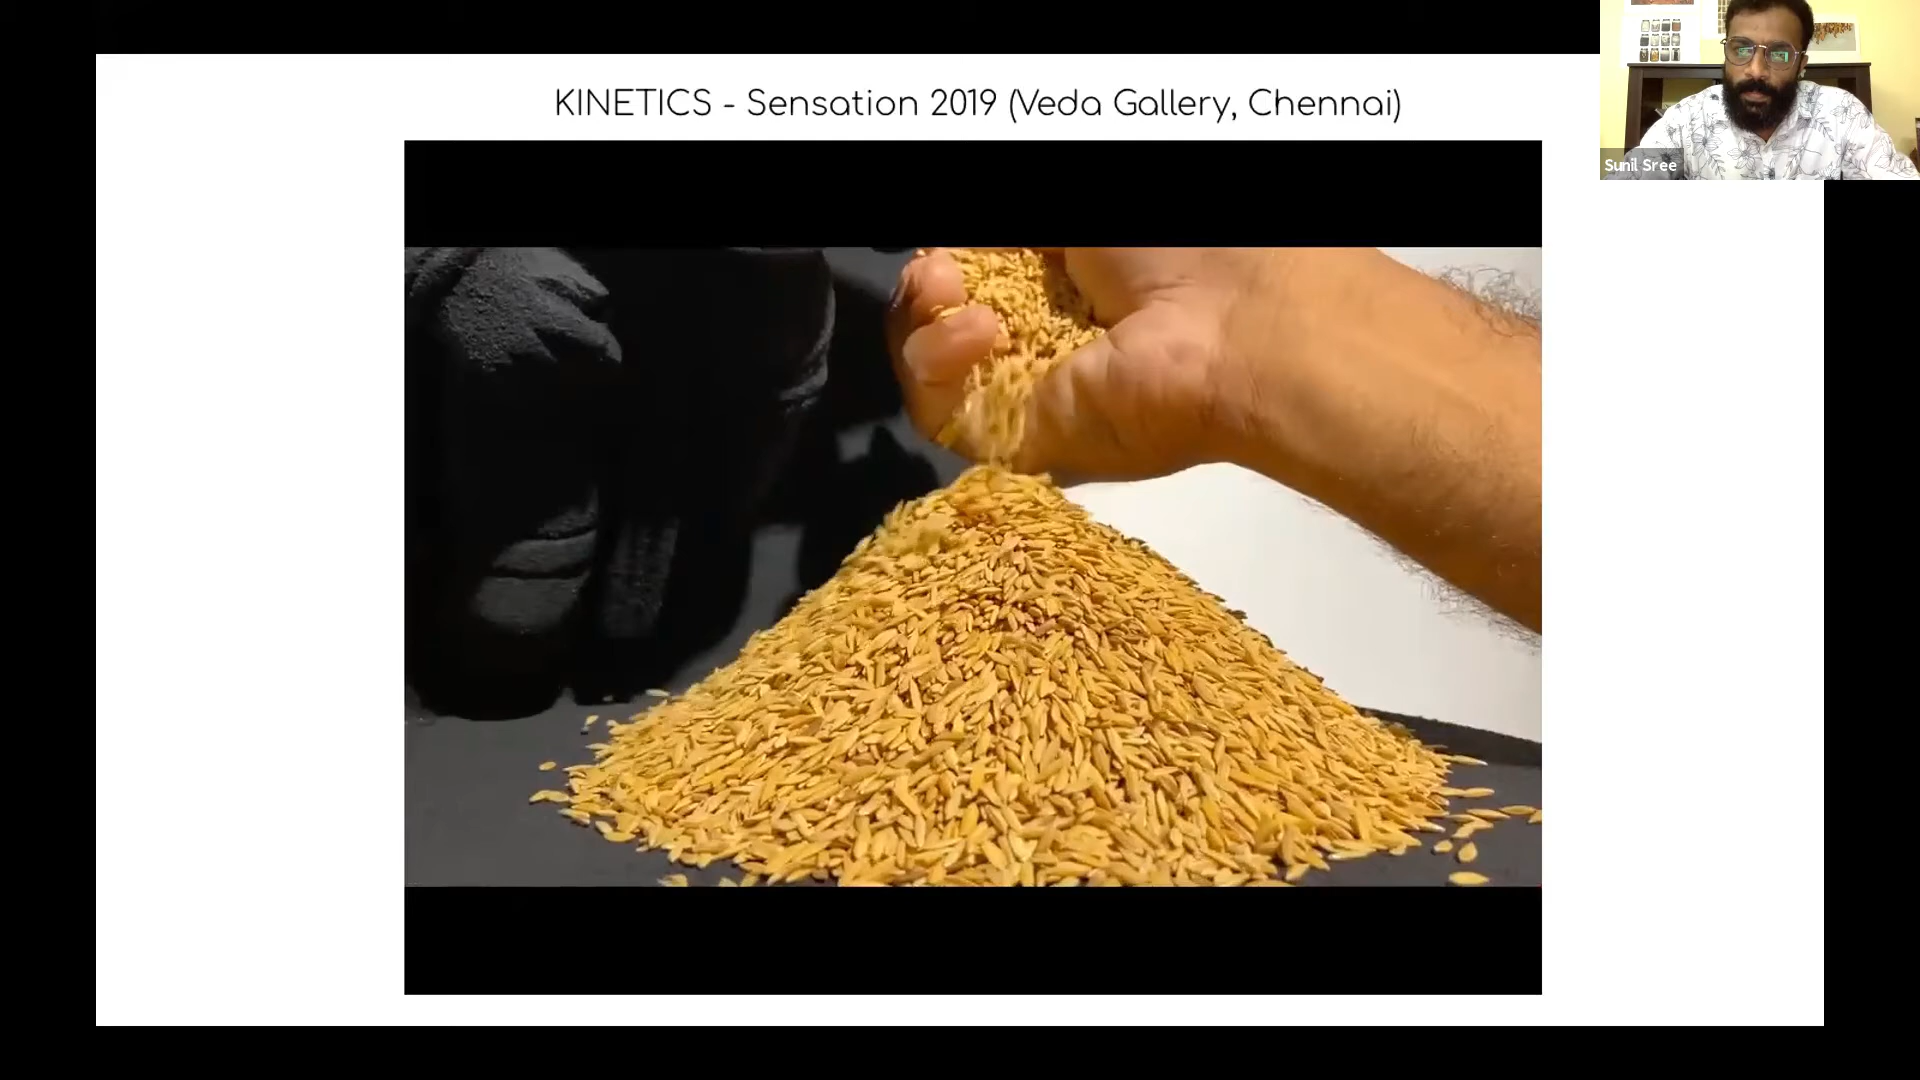 KINETICS - Sensation 2019 (Veda Gallery, Chennai)
Sunil Sree